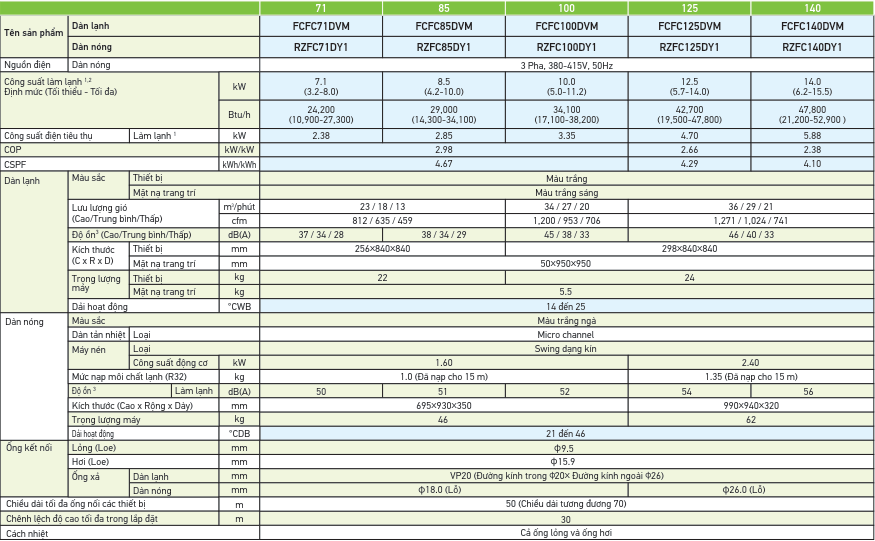 71 85 100 125 140
Tên sản phẩm Dàn lạnh FCFC71DVM FCFC85DVM FCFC100DVM FCFC125DVM FCFC140DVM
Dàn nóng RZFC71DY1 RZFC85DY1 RZFC100DY1 RZFC125DY1 RZFC140DY1
Nguồn điện Dàn nóng 3 Pha, 380-415V, 50Hz
Công suất làm lạnh 1,2
Định mức (Tối thiểu - Tối đa)
kW 7.1 8.5 10.0 12.5 14.0
(3.2-8.0) (4.2-10.0) (5.0-11.2) (5.7-14.0) (6.2-15.5)
Btu/h 24,200 29,000 34,100 42,700 47,800
(10,900-27,300) (14,300-34,100) (17,100-38,200) (19,500-47,800) (21,200-52,900 )
Công suất điện tiêu thụ Làm lạnh 1 kW 2.38 2.85 3.35 4.70 5.88
COP kW/kW 2.98 2.66 2.38
CSPF kWh/kWh 4.67 4.29 4.10
Dàn lạnh Màu sắc Thiết bị Màu trắng
Mặt nạ trang trí Màu trắng sáng
Lưu lượng gió
(Cao/Trung bình/Thấp)
m³/phút 23 / 18 / 13 34 / 27 / 20 36 / 29 / 21
cfm 812 / 635 / 459 1,200 / 953 / 706 1,271 / 1,024 / 741
Độ ồn³ (Cao/Trung bình/Thấp) dB(A) 37 / 34 / 28 38 / 34 / 29 45 / 38 / 33 46 / 40 / 33
Kích thước
(C x R x D)
Thiết bị mm 256×840×840 298×840×840
Mặt nạ trang trí mm 50×950×950
Trọng lượng
máy
Thiết bị kg 22 24
Mặt nạ trang trí kg 5.5
Dải hoạt động °CWB 14 đến 25
Dàn nóng Màu sắc Màu trắng ngà
Dàn tản nhiệt Loại Micro channel
Máy nén Loại Swing dạng kín
Công suất động cơ kW 1.60 2.40
Mức nạp môi chất lạnh (R32) kg 1.0 (Đã nạp cho 15 m) 1.35 (Đã nạp cho 15 m)
Độ ồn ³ Làm lạnh dB(A) 50 51 52 54 56
Kích thước (Cao x Rộng x Dày) mm 695×930×350 990×940×320
Trọng lượng máy kg 46 62
Dải hoạt động °CDB 21 đến 46
Ống kết nối Lỏng (Loe) mm Φ9.5
Hơi (Loe) mm Φ15.9
Ống xả Dàn lạnh mm VP20 (Đường kính trong Φ20× Đường kính ngoài Φ26)
Dàn nóng mm Φ18.0 (Lỗ) Φ26.0 (Lỗ)
Chiều dài tối đa ống nối các thiết bị m 50 (Chiều dài tương đương 70)
Chênh lệch độ cao tối đa trong lắp đặt m 30
Cách nhiệt Cả ống lỏng và ống hơi